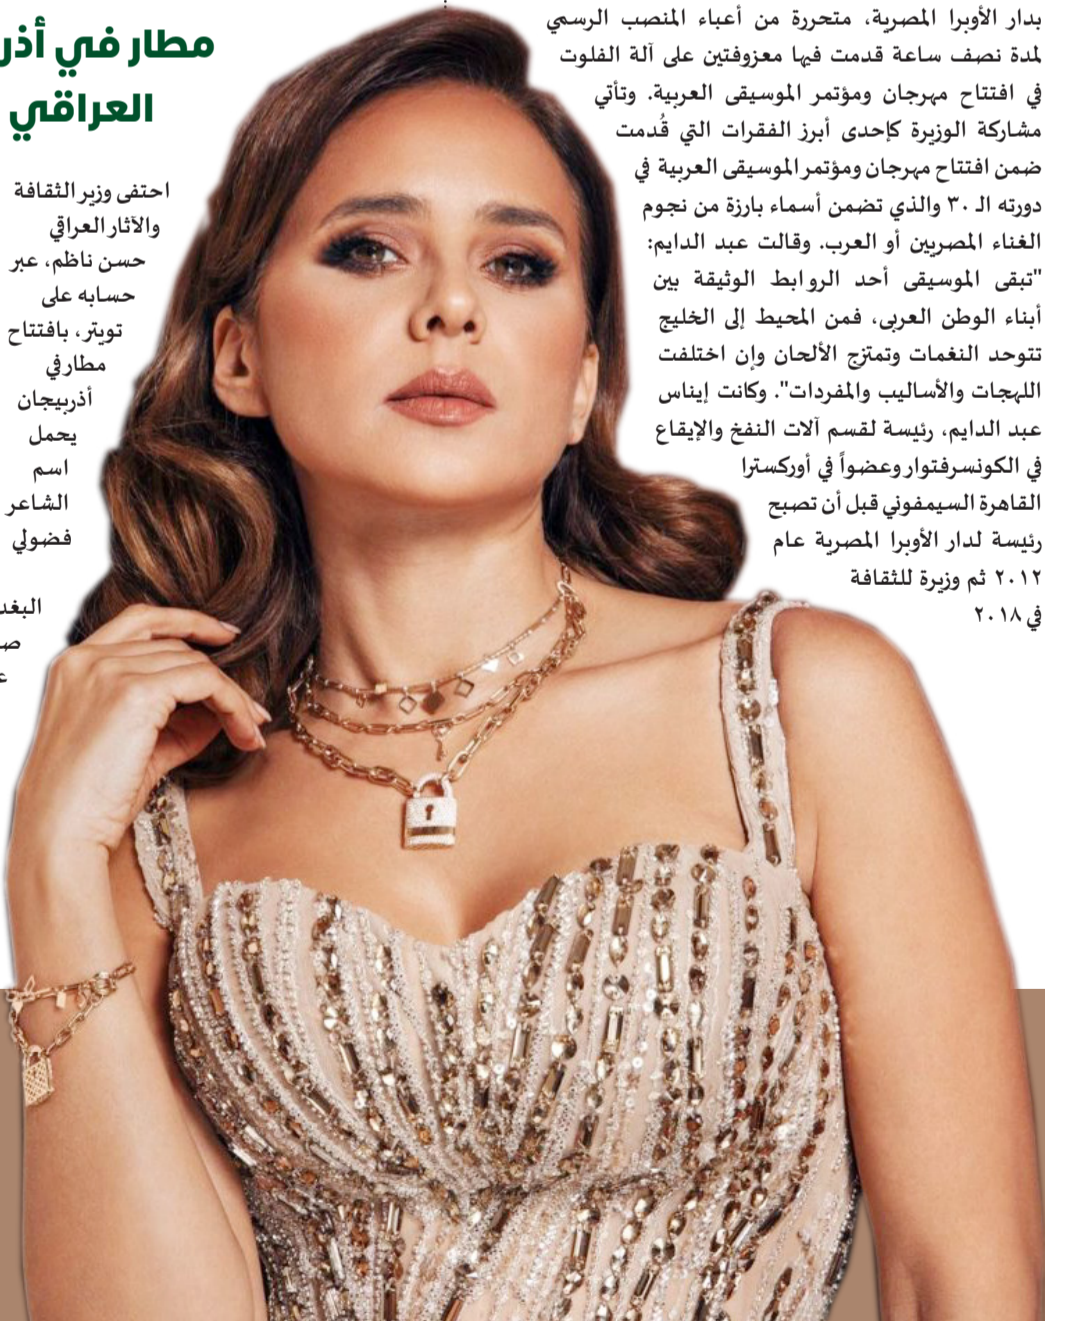 بدار الأوبرا المصرية، متحررة من أعباء المنصب الرسمي
لمدة نصف ساعة قدمت فيها معزوفتين على آلة الفلوت
في افتتاح مهرجان ومؤتمر الموسيقى العربية. وتأتي
مشاركة الوزيرة كإحدى أبرز الفقرات التي قُدمت
ضمن افتتاح مهرجان ومؤتمر الموسيقى العربية في
دورته الـ ٣٠ والذي تضمن أسماء بارزة من نجوم
الغناء المصريين أو العرب. وقالت عبد الدايم:
"تبقى الموسيقى أحد الروابط الوثيقة بين
أبناء الوطن العربي، فمن المحيط إلى الخليج
تتوحد النغمات وتمتزج الألحان وإن اختلفت
اللهجات والأساليب والمفردات". وكانت إيناس
عبد الدايم، رئيسة لقسم آلات النفخ والإيقاع
في الكونسرفتوار وعضواً في أوركسترا
القاهرة السيمفوني قبل أن تصبح
رئيسة لدار الأوبرا المصرية عام
٢٠١٢ ثم وزيرة للثقافة
في ٢٠١٨
مطار في أذر
العراقي
احتفى وزير الثقافة
والآثار العراقي
حسن ناظم، عبر
حسابه على
تويتر، بافتتاح
مطار في
أذربيجان
يحمل
اسم
الشاعر
فضولي
البغد